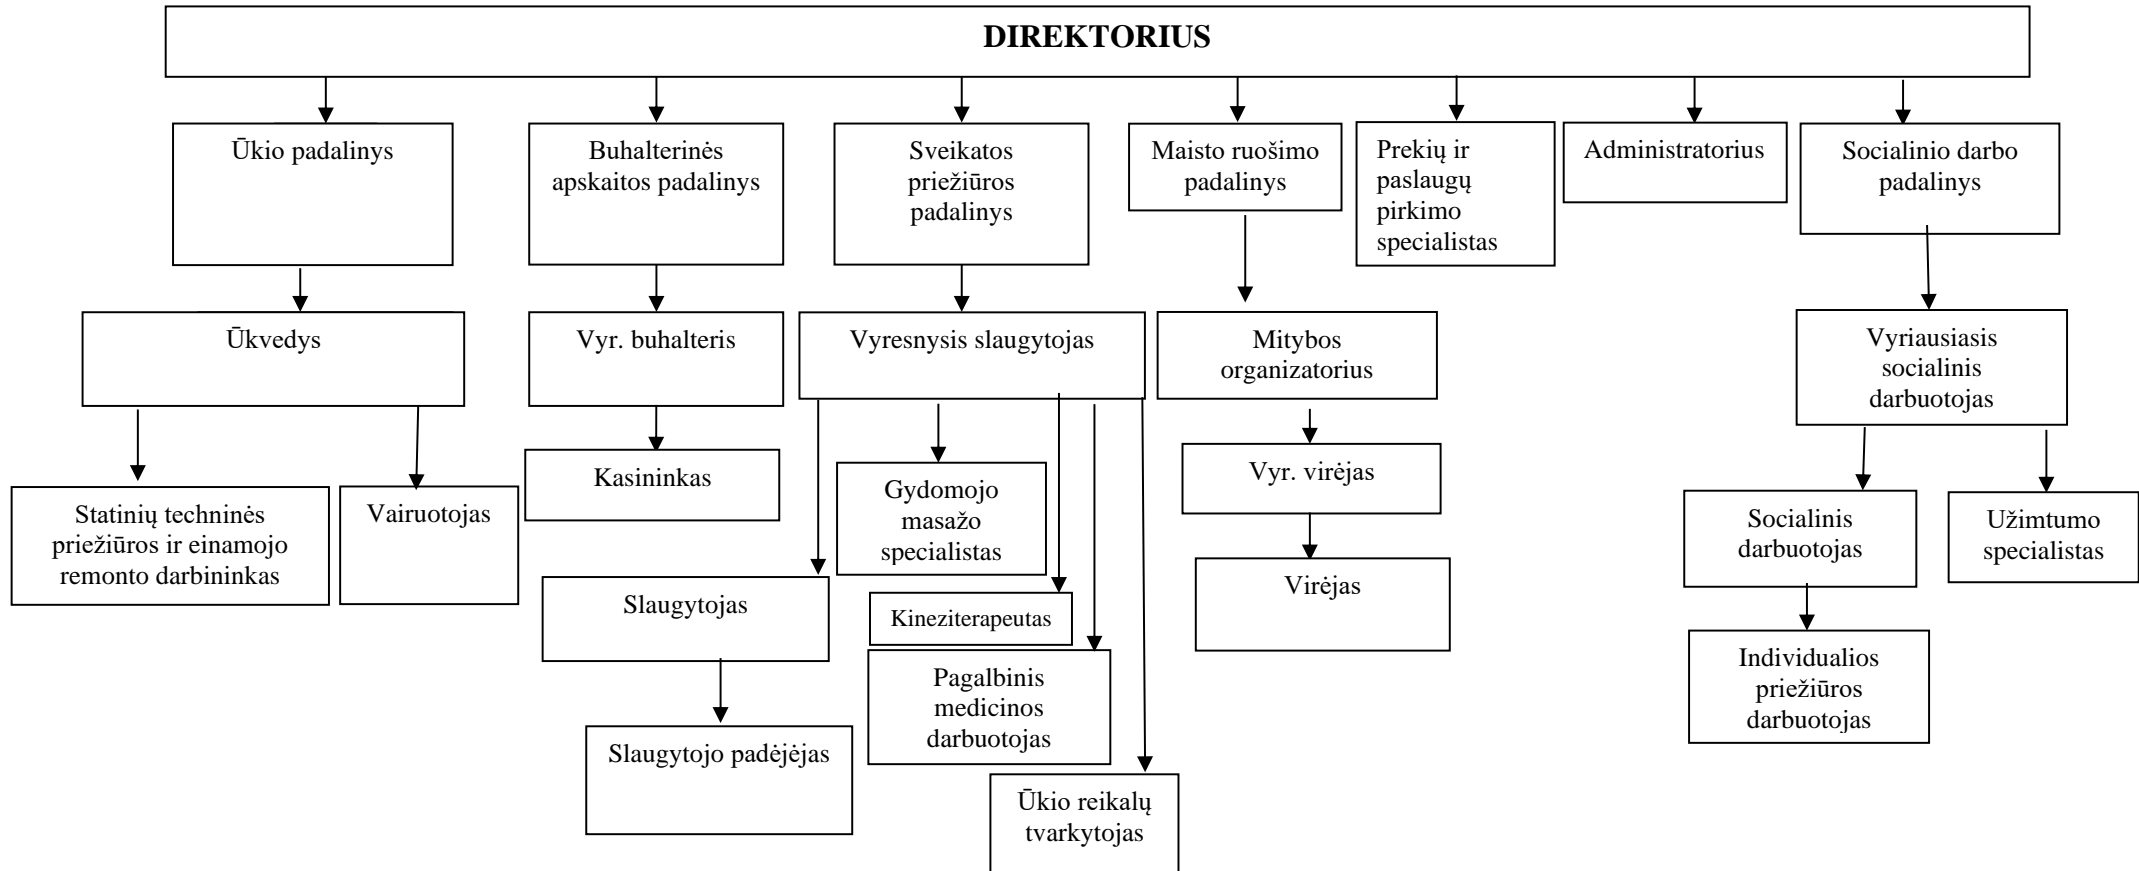 DIREKTORIUS
Ūkio padalinys
Buhalterinės
apskaitos padalinys
Sveikatos
priežiūros
padalinys
Maisto ruošimo
padalinys
Prekių ir
paslaugų
pirkimo
specialistas
Administratorius
Socialinio darbo
padalinys
Ūkvedys
Vyr. buhalteris
Vyresnysis slaugytojas
Mitybos
organizatorius
Vyriausiasis
socialinis
darbuotojas
Statinių techninės
priežiūros ir einamojo
remonto darbininkas
Vairuotojas
Kasininkas
Gydomojo
masažo
specialistas
Vyr. virėjas
Socialinis
darbuotojas
Užimtumo
specialistas
Slaugytojas
Kineziterapeutas
Virėjas
Pagalbinis
medicinos
darbuotojas
Individualios
priežiūros
darbuotojas
Slaugytojo padėjėjas
Ūkio reikalų
tvarkytojas